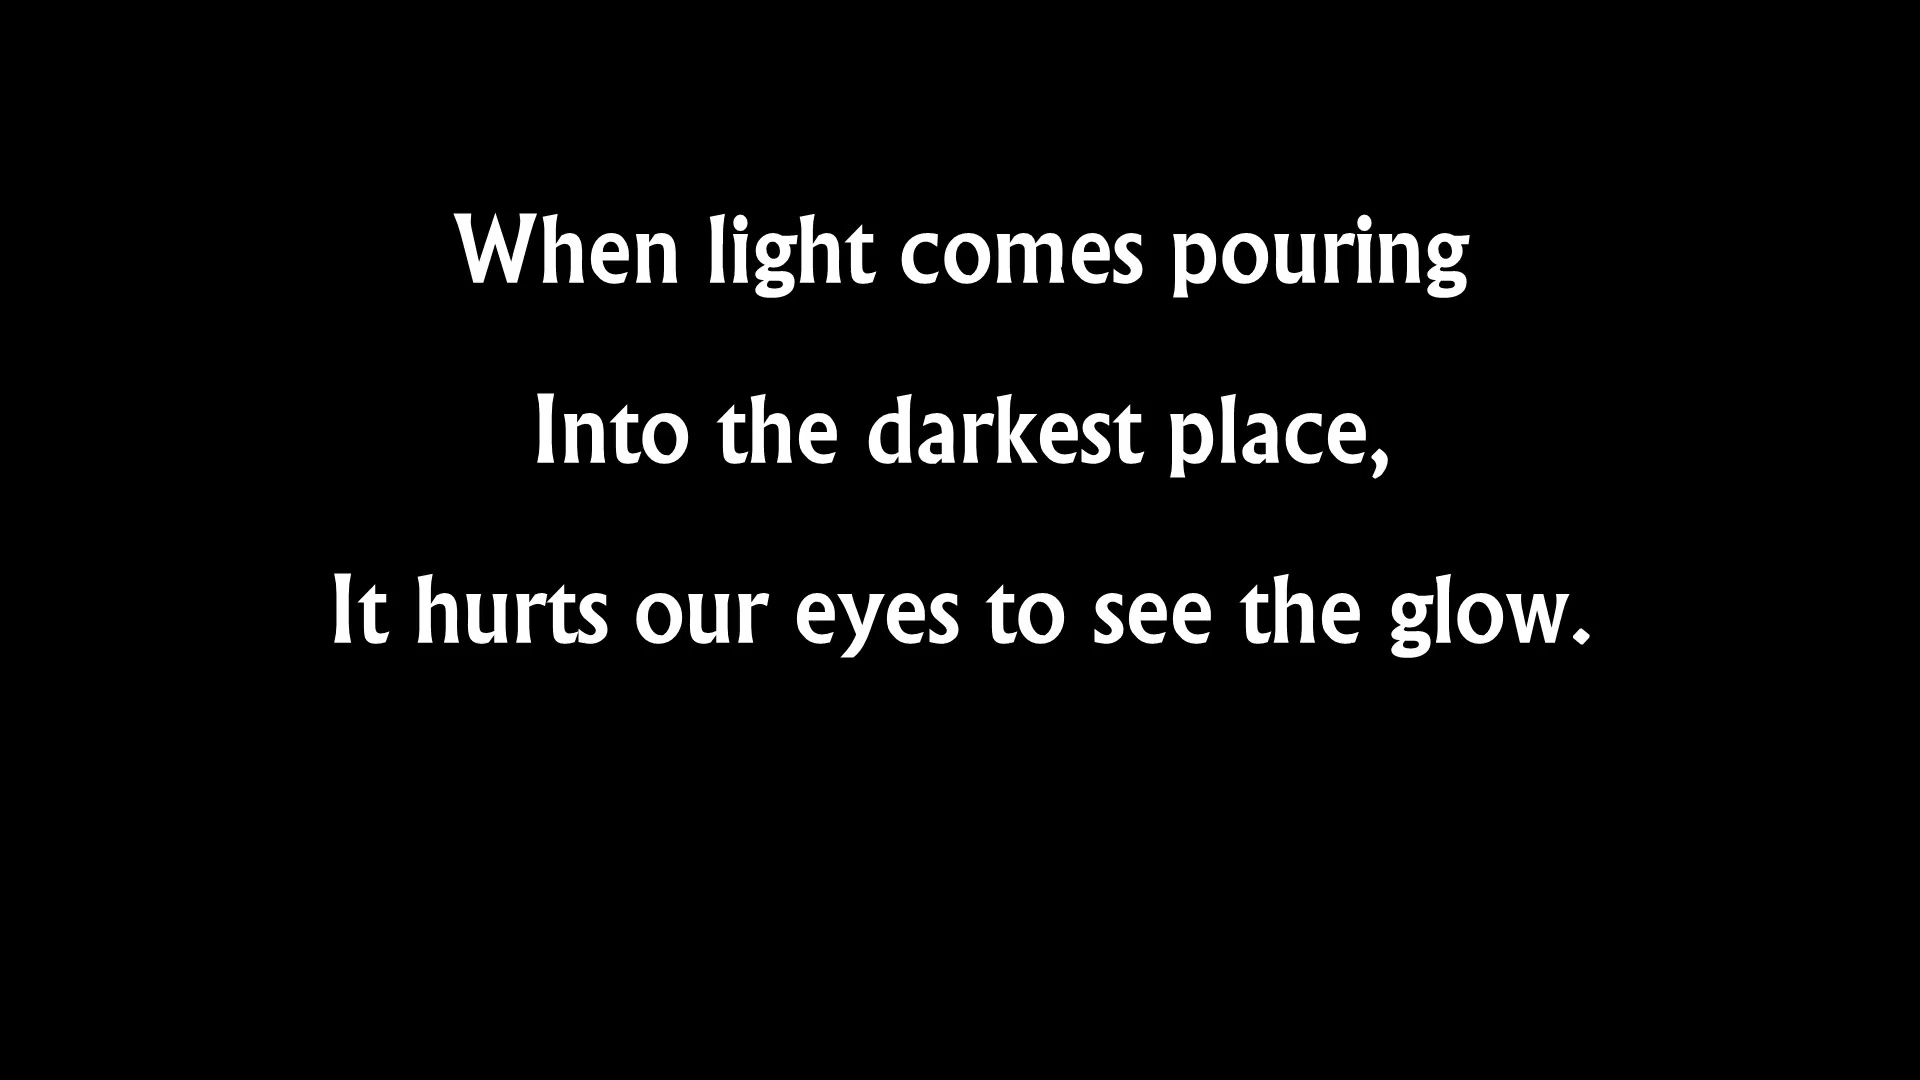 When light comes pouring
Into the darkest place,
It hurts our eyes to see the glow.